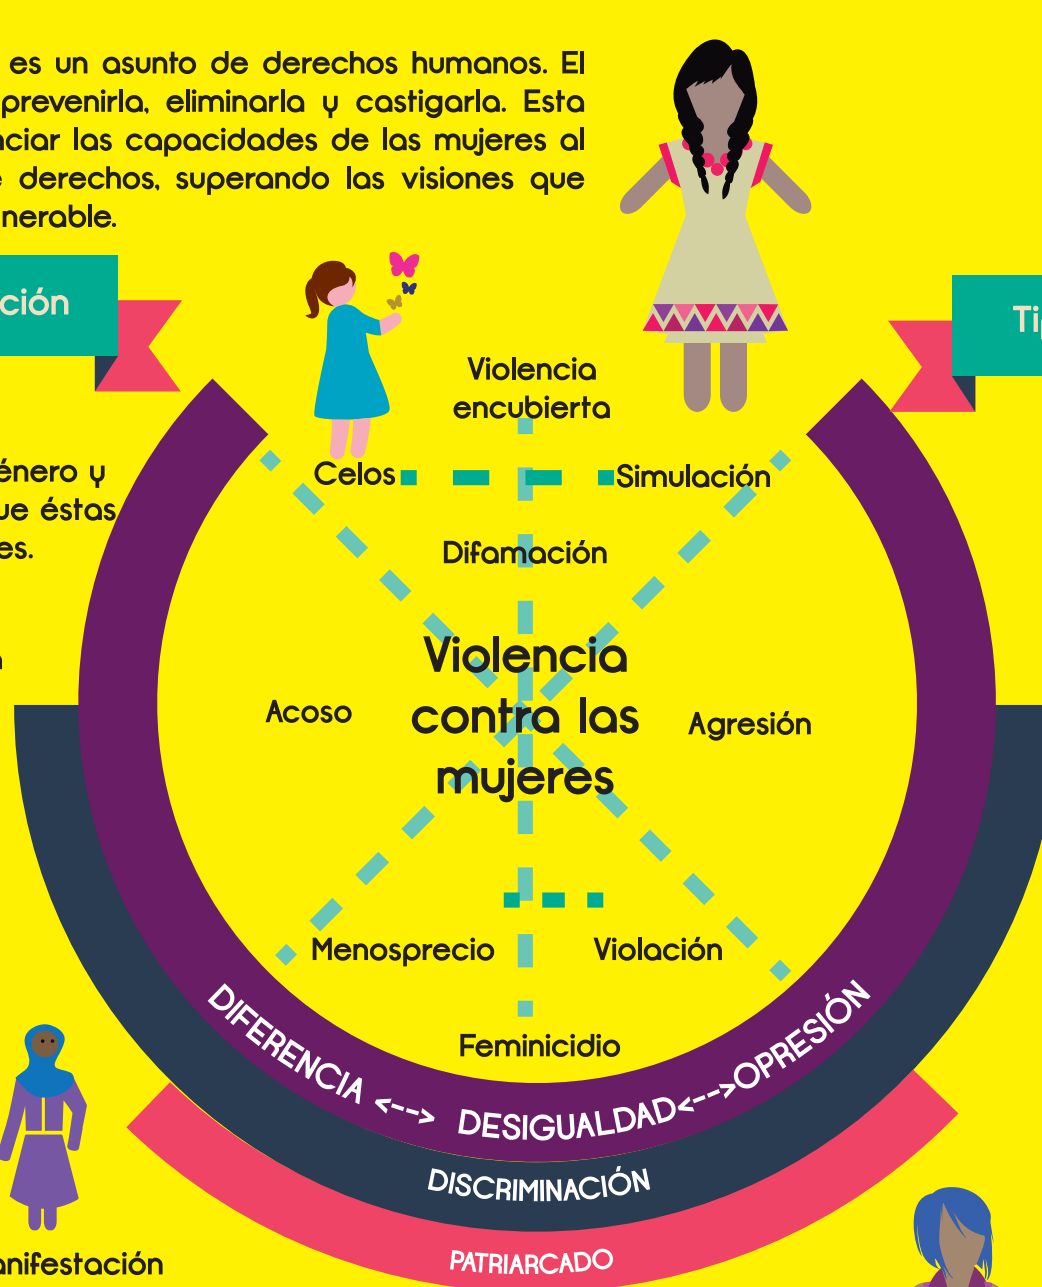 es un asunto de derechos humanos. El
prevenirla, eliminarla y castigarla. Esta
nciar las capacidades de las mujeres al
derechos, superando las visiones que
nerable.
ción
Ti
Violencia
encubierta
Celos
Simulación
énero y
ue éstas
es.
Difamación
Violencia
contra las
mujeres
Acoso
Agresión
Menosprecio
Violación
Feminicidio
DIFERENCIA <--> DESIGUALDAD<-->OPRESIÓN
DISCRIMINACIÓN
PATRIARCADO
anifestación